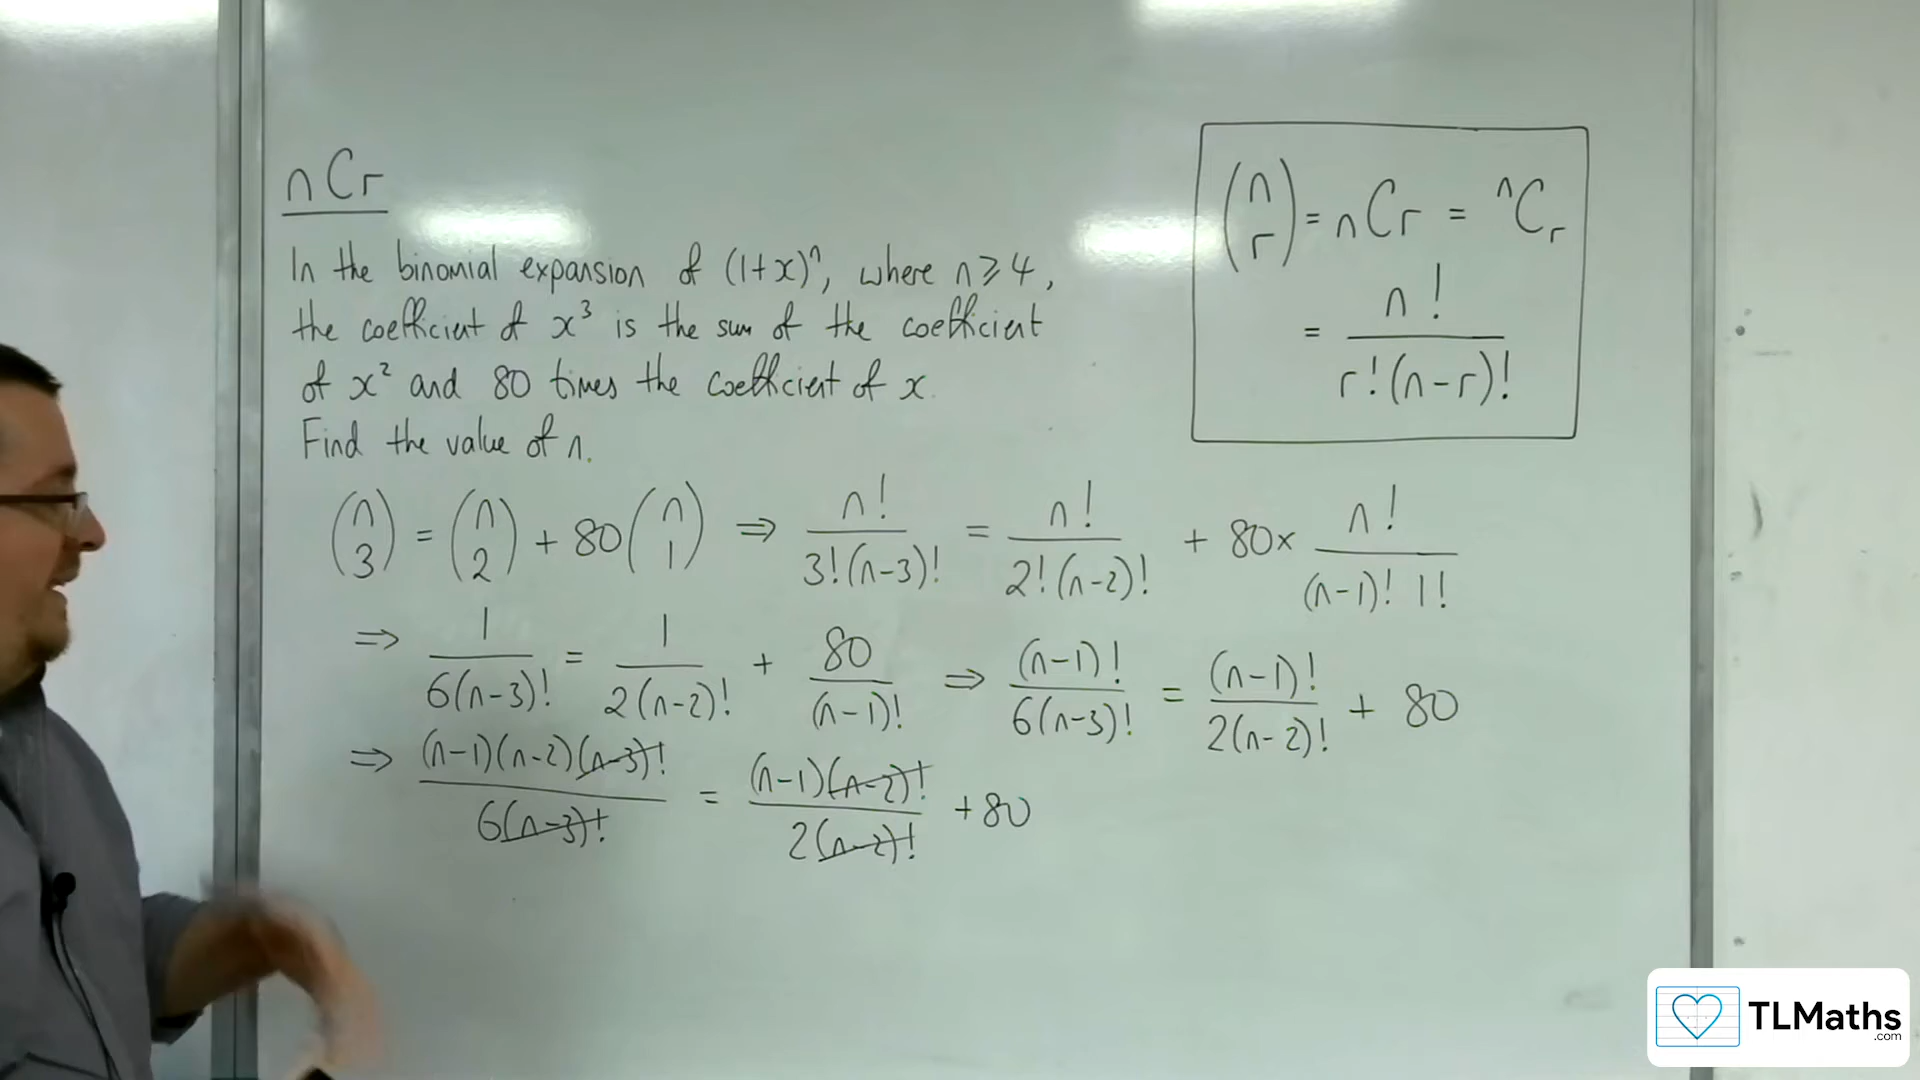 nCr
In the binomial expansion of (1+x)ⁿ, where n ⩾ 4,
the coefficient of x³ is the sum of the coefficient
of x² and 80 times the coefficient of x.
Find the value of n.
(n 3) = (n 2) + 80(n 1) ⇒ n!/(3!(n-3)!) = n!/(2!(n-2)!) + 80× n!/((n-1)! 1!)
⇒ 1/(6(n-3)!) = 1/(2(n-2)!) + 80/(n-1)! ⇒ (n-1)!/(6(n-3)!) = (n-1)!/(2(n-2)!) + 80
⇒ (n-1)(n-2)(n-3)!/(6(n-3)!) = (n-1)(n-2)!/(2(n-2)!) + 80
(n r) = nCr = ⁿCᵣ
= n!/(r!(n-r)!)
TLMaths
.com